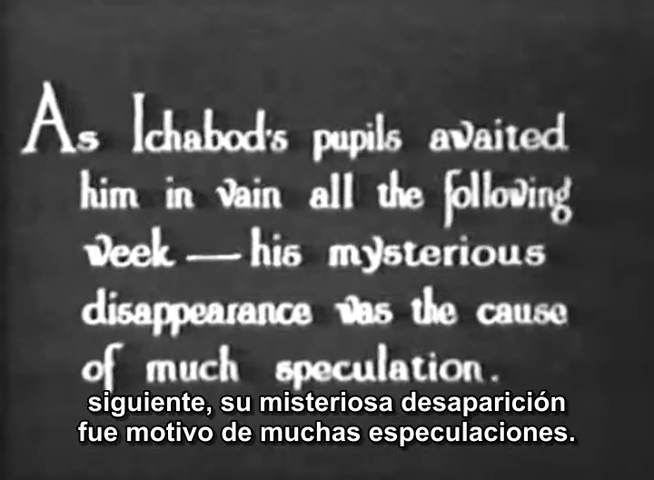 As Ichabod's pupils awaited
him in vain all the following
week — his mysterious
disappearance was the cause
of much speculation.
siguiente, su misteriosa desaparición
fue motivo de muchas especulaciones.